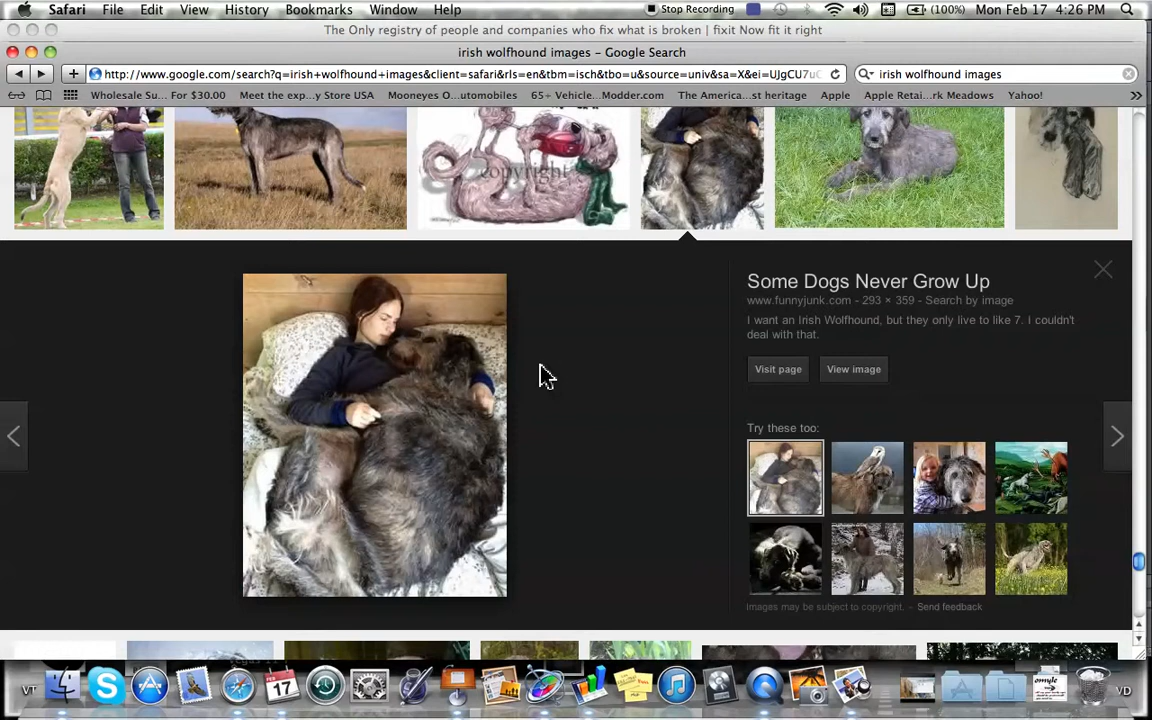 Safari File Edit View History Bookmarks Window Help Stop Recording (100%) Mon Feb 17 4:26 PM
The Only registry of people and companies who fix what is broken | fixit Now fit it right
irish wolfhound images – Google Search
http://www.google.com/search?q=irish+wolfhound+images&client=safari&rls=en&tbm=isch&tbo=u&source=univ&sa=X&ei=UJgCU7u irish wolfhound images
Wholesale Su... For $30.00 Meet the exp...y Store USA Mooneyes O...utomobiles 65+ Vehicle...Modder.com The America...st heritage Apple Apple Retai...rk Meadows Yahoo! »
copyright
Some Dogs Never Grow Up
www.funnyjunk.com - 293 × 359 - Search by image
I want an Irish Wolfhound, but they only live to like 7. I couldn't
deal with that.
Visit page View image
Try these too:
Images may be subject to copyright. - Send feedback
VT FEB 17 VD